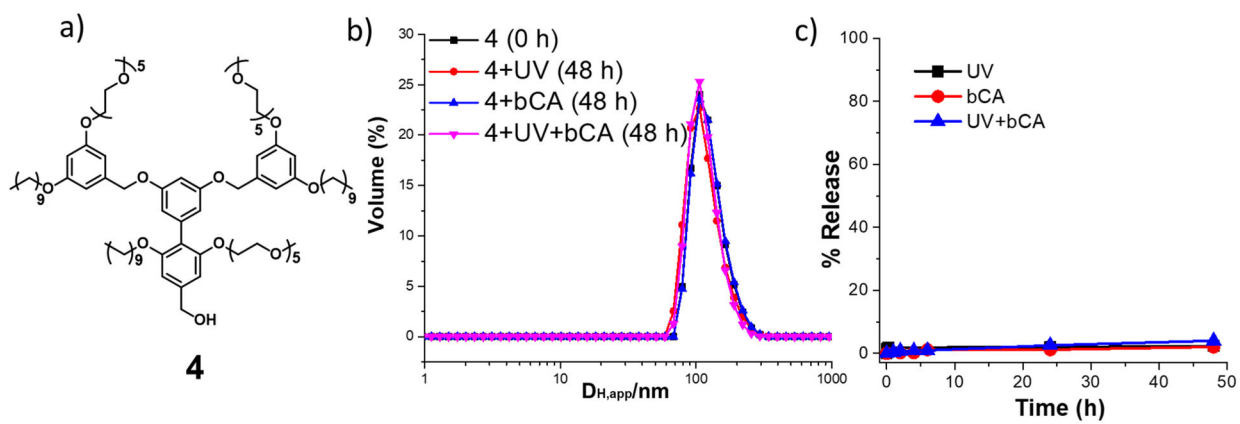 a)
5
O
O
O
O
5
O
O
O
9
O
O
O
9
O
O
O
9
5
OH
4
b)
4 (0 h)
4+UV (48 h)
4+bCA (48 h)
4+UV+bCA (48 h)
Volume (%)
30
25
20
15
10
5
0
1
10
100
1000
D_H,app/nm
c)
UV
bCA
UV+bCA
% Release
100
80
60
40
20
0
0
10
20
30
40
50
Time (h)